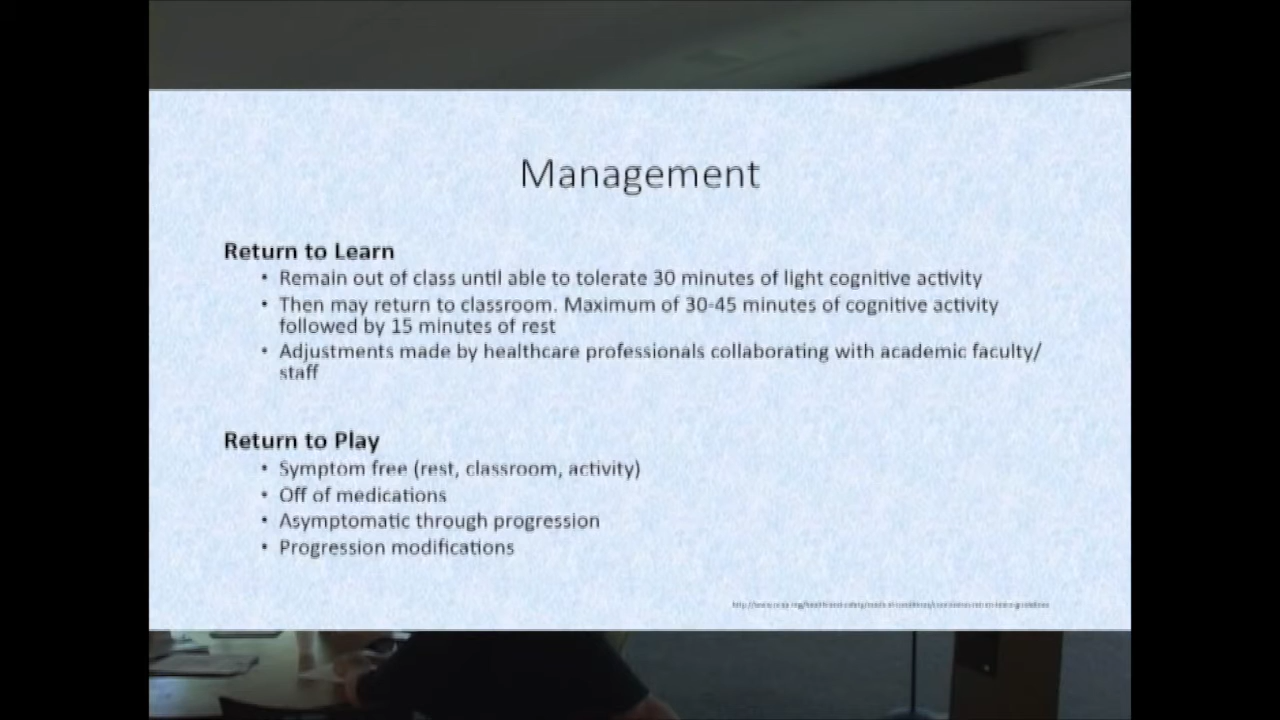 Management
Return to Learn
• Remain out of class until able to tolerate 30 minutes of light cognitive activity
• Then may return to classroom. Maximum of 30-45 minutes of cognitive activity
followed by 15 minutes of rest
• Adjustments made by healthcare professionals collaborating with academic faculty/
staff
Return to Play
• Symptom free (rest, classroom, activity)
• Off of medications
• Asymptomatic through progression
• Progression modifications